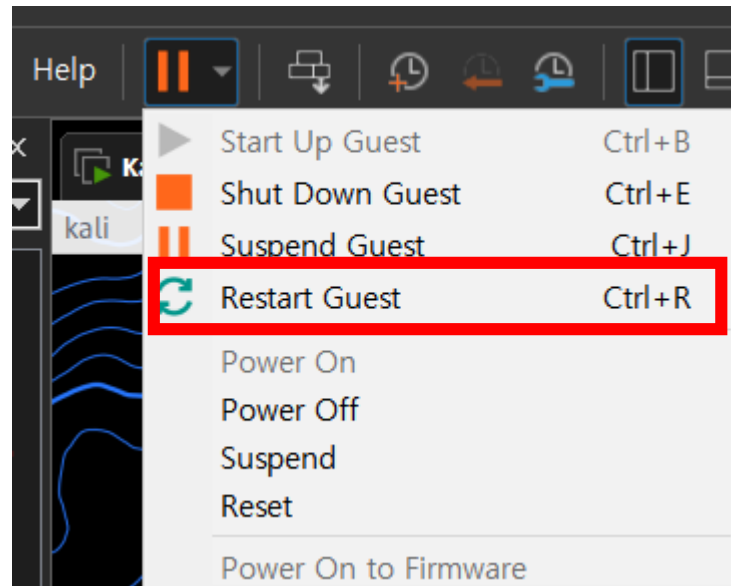 Help
Ka
kali
Start Up Guest Ctrl+B
Shut Down Guest Ctrl+E
Suspend Guest Ctrl+J
Restart Guest Ctrl+R
Power On
Power Off
Suspend
Reset
Power On to Firmware